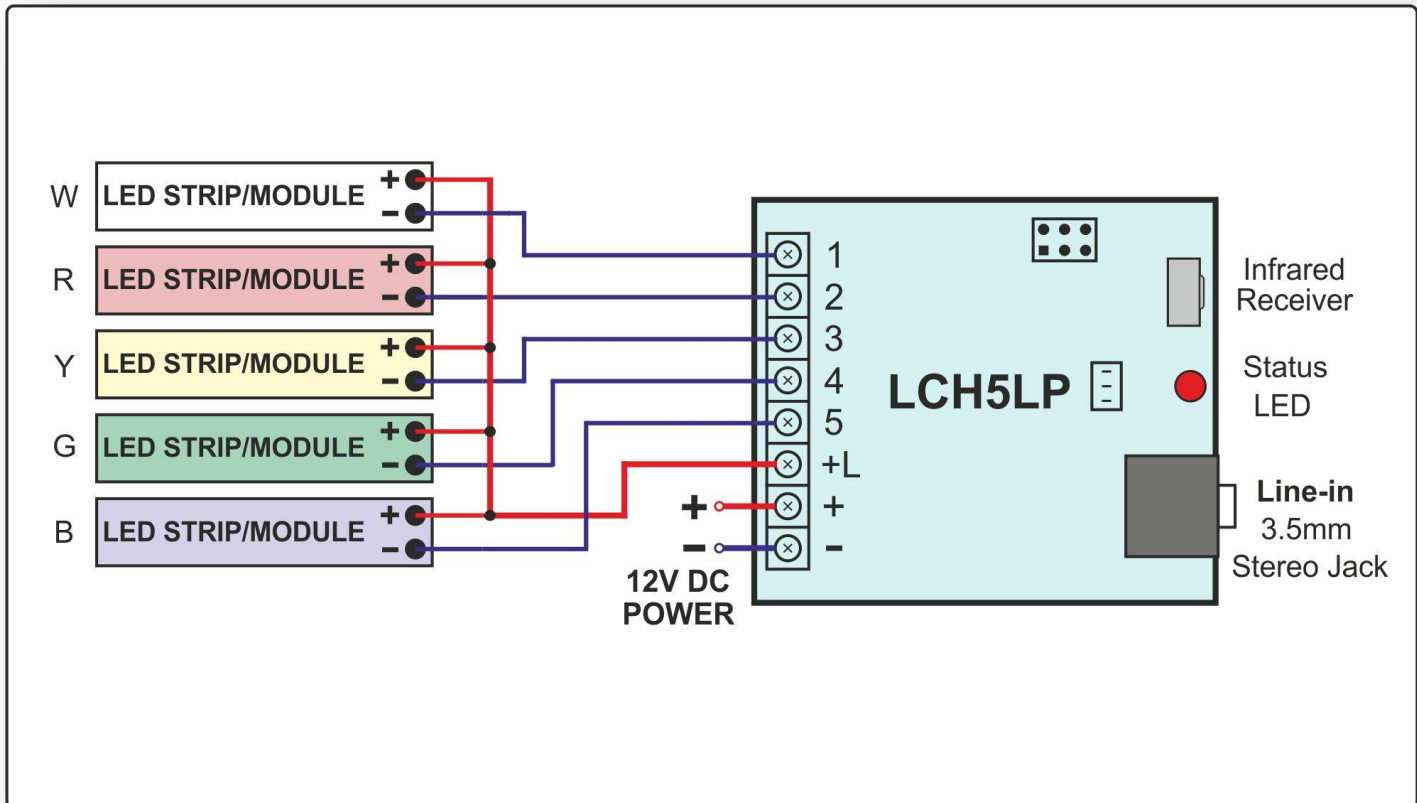 W
LED STRIP/MODULE + -
R
LED STRIP/MODULE + -
Y
LED STRIP/MODULE + -
G
LED STRIP/MODULE + -
B
LED STRIP/MODULE + -
+
-
12V DC
POWER
1
2
3
4
5
+L
+
-
LCH5LP
Infrared
Receiver
Status
LED
Line-in
3.5mm
Stereo Jack